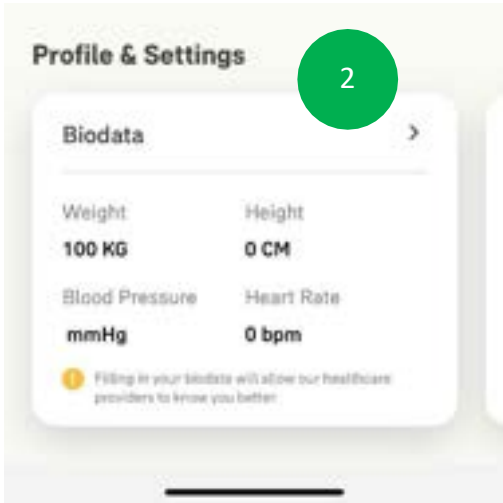 Profile & Settings
2
Biodata
Weight Height
100 KG 0 CM
Blood Pressure Heart Rate
mmHg 0 bpm
Filling in your biodata will allow our healthcare
providers to know you better